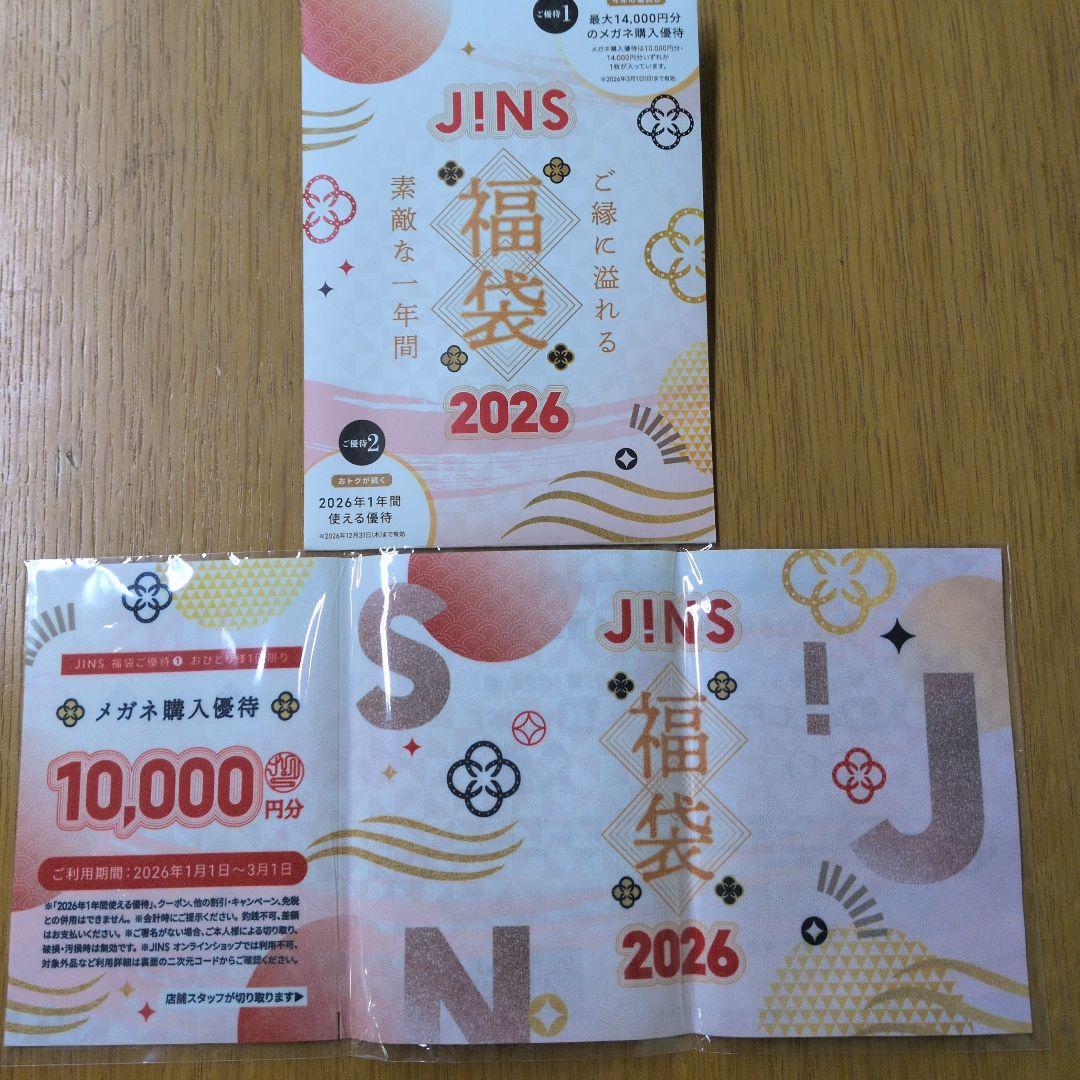 ご優待1
最大14,000円分
のメガネ購入優待
メガネ購入優待は10,000円分・
14,000円分いずれか
1枚が入っています。
※2026年3月1日(日)まで有効
J!NS
福袋
ご縁に溢れる
素敵な一年間
2026
ご優待2
おトクが続く
2026年1年間
使える優待
※2026年12月31日(木)まで有効
JINS 福袋ご優待❶ おひとり様1回限り
メガネ購入優待
10,000
円分
ご利用期間:2026年1月1日～3月1日
※「2026年1年間使える優待」、クーポン、他の割引・キャンペーン、免税
との併用はできません。※会計時にご提示ください。釣銭不可、差額
はお支払いください。※ご署名がない場合、ご本人様による切り取り、
破損・汚損時は無効です。※JINS オンラインショップでは利用不可。
対象外品など利用詳細は裏面の二次元コードからご確認ください。
店舗スタッフが切り取ります▶
S
N
J!NS
福袋
2026
!
J